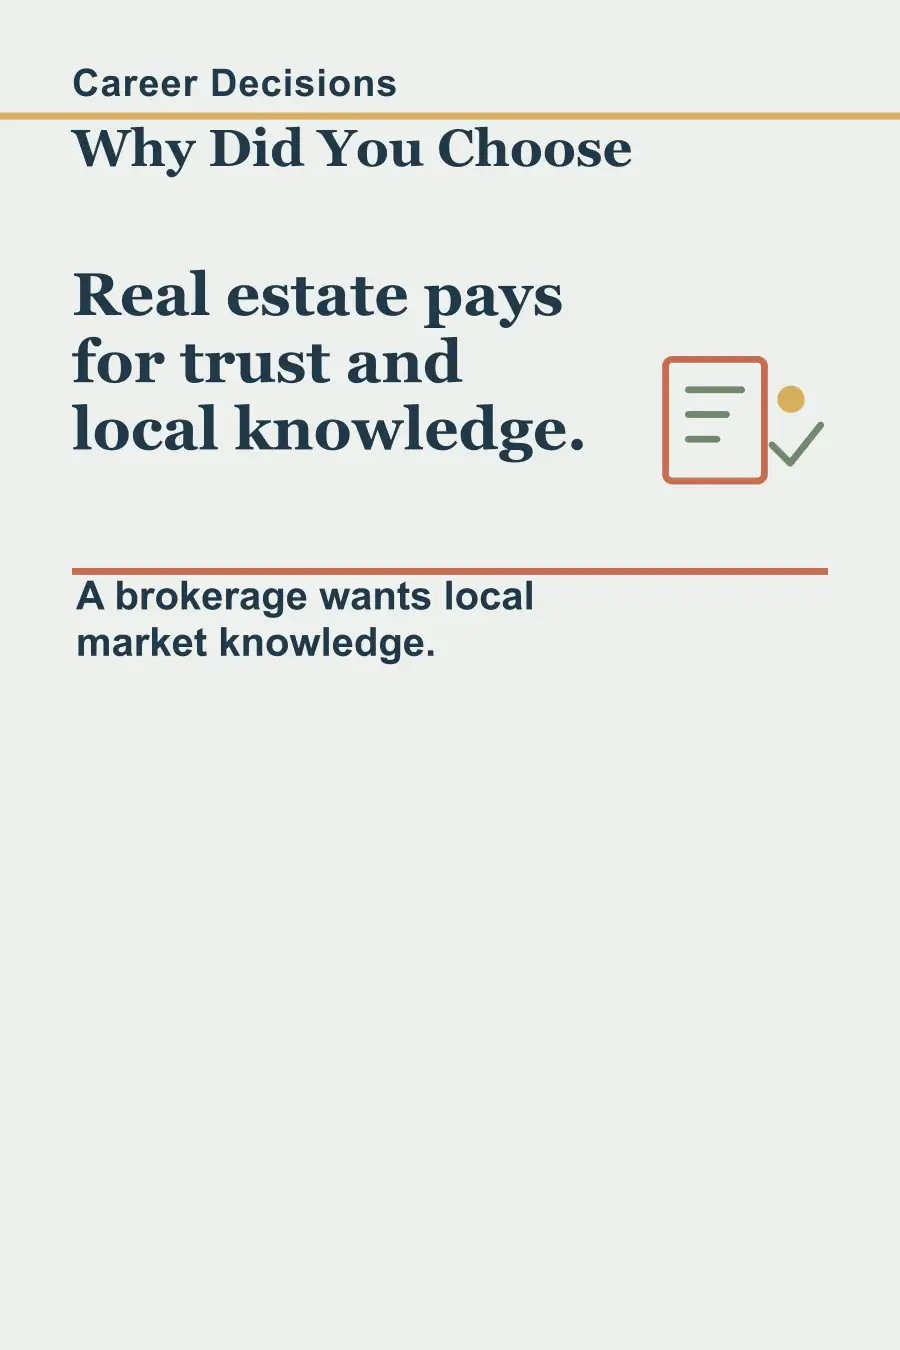 Career Decisions
Why Did You Choose
Real estate pays
for trust and
local knowledge.
A brokerage wants local
market knowledge.